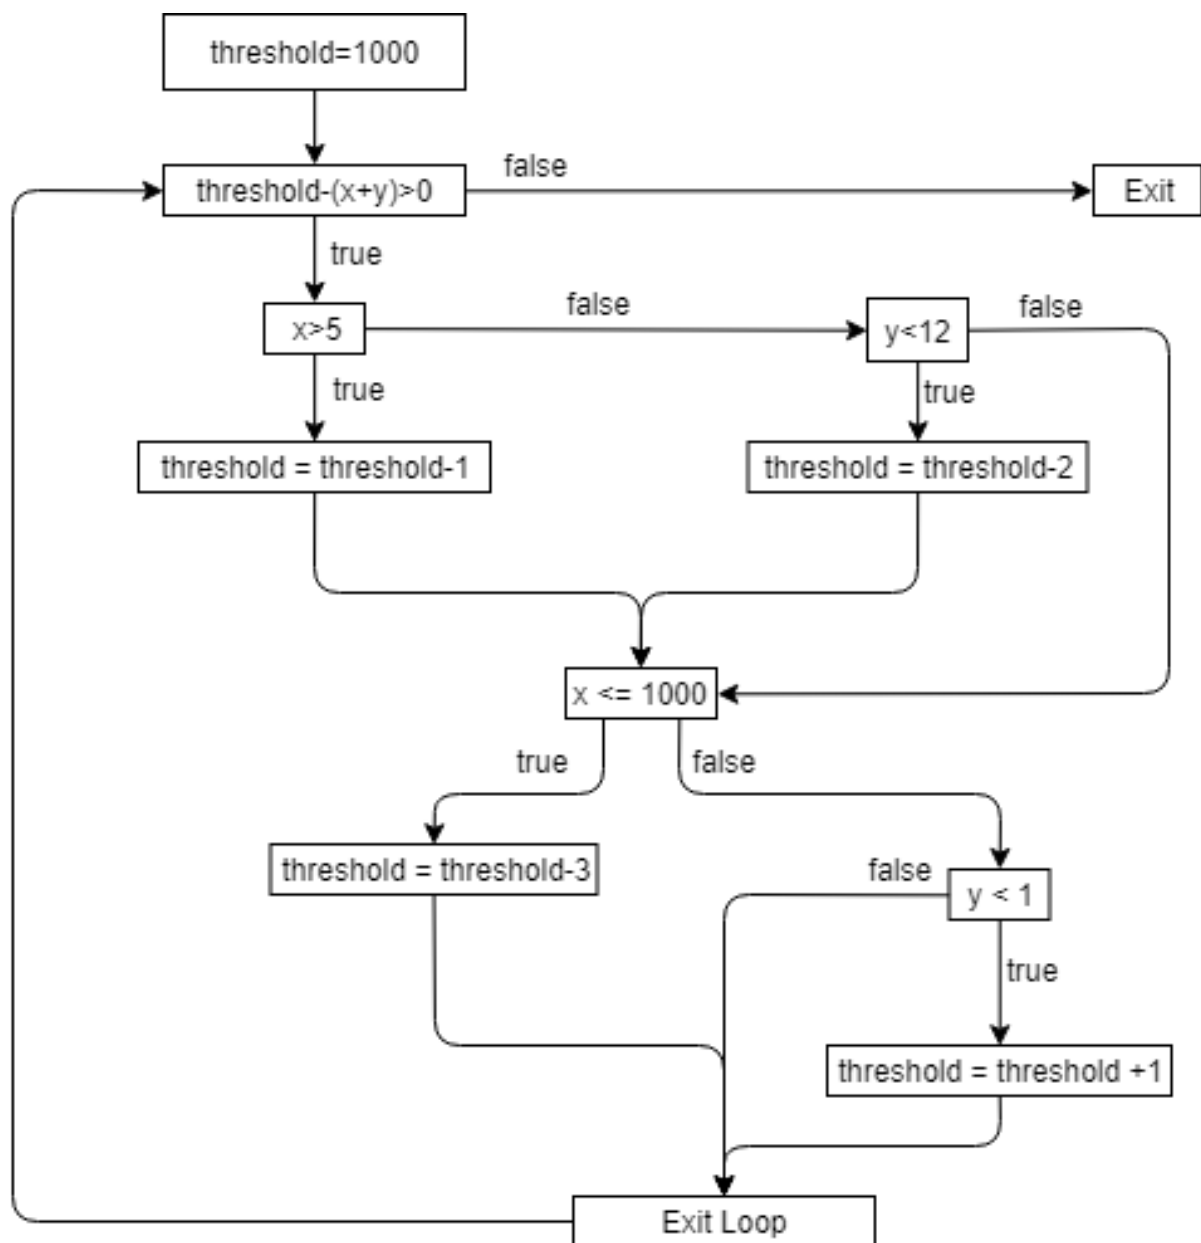 threshold=1000
false
threshold-(x+y)>0
Exit
true
false
false
x>5
y<12
true
true
threshold = threshold-1
threshold = threshold-2
x <= 1000
true
false
threshold = threshold-3
false
y < 1
true
threshold = threshold +1
Exit Loop